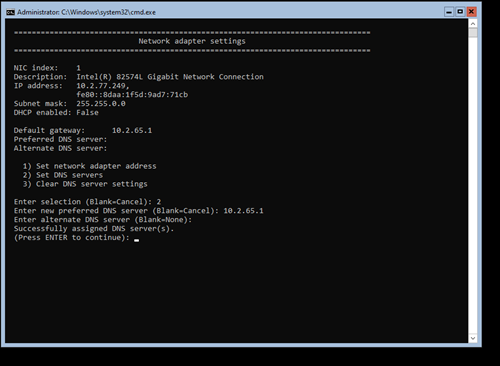 Administrator: C:\Windows\system32\cmd.exe
================================================================================
Network adapter settings
================================================================================
NIC index: 1
Description: Intel(R) 82574L Gigabit Network Connection
IP address: 10.2.77.249,
fe80::8daa:1f5d:9ad7:71cb
Subnet mask: 255.255.0.0
DHCP enabled: False
Default gateway: 10.2.65.1
Preferred DNS server:
Alternate DNS server:
1) Set network adapter address
2) Set DNS servers
3) Clear DNS server settings
Enter selection (Blank=Cancel): 2
Enter new preferred DNS server (Blank=Cancel): 10.2.65.1
Enter alternate DNS server (Blank=None):
Successfully assigned DNS server(s).
(Press ENTER to continue):